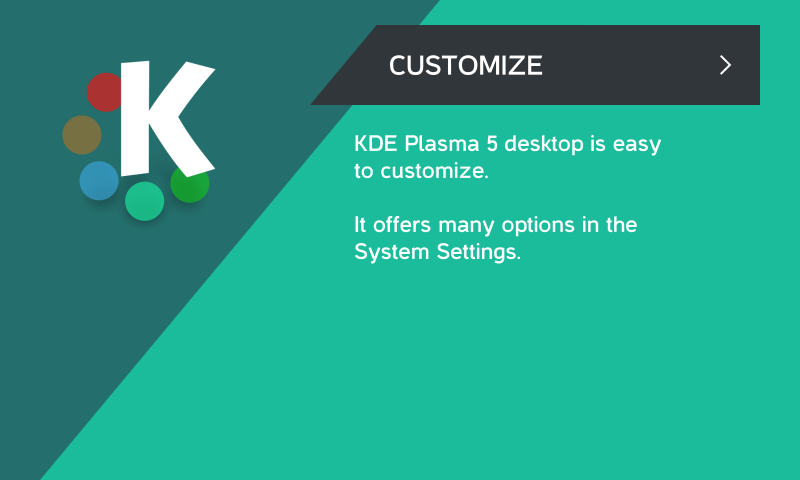 K
CUSTOMIZE
KDE Plasma 5 desktop is easy
to customize.
It offers many options in the
System Settings.